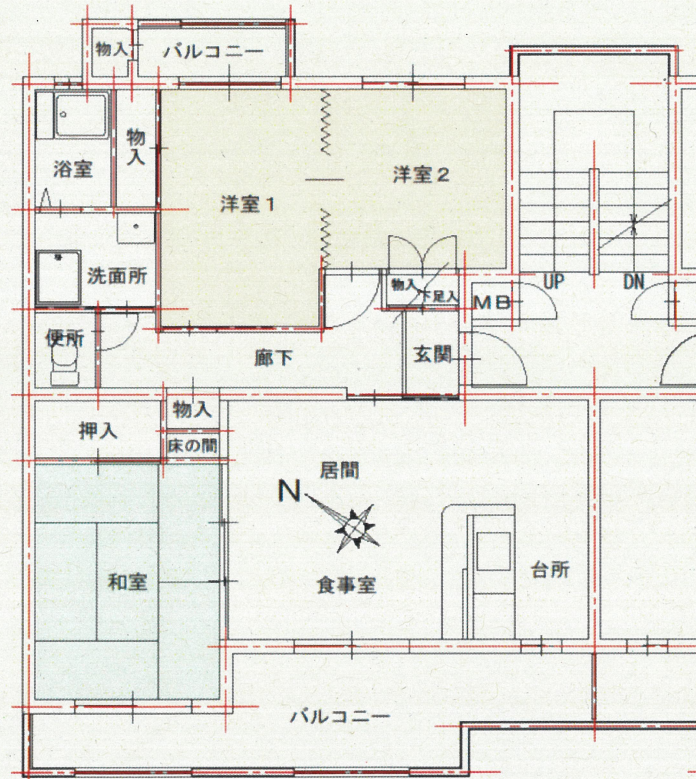 物入
バルコニー
物入
浴室
洋室1
洋室2
洗面所
物入
下足入
MB
UP
DN
便所
廊下
玄関
押入
物入
床の間
居間
N
和室
食事室
台所
バルコニー